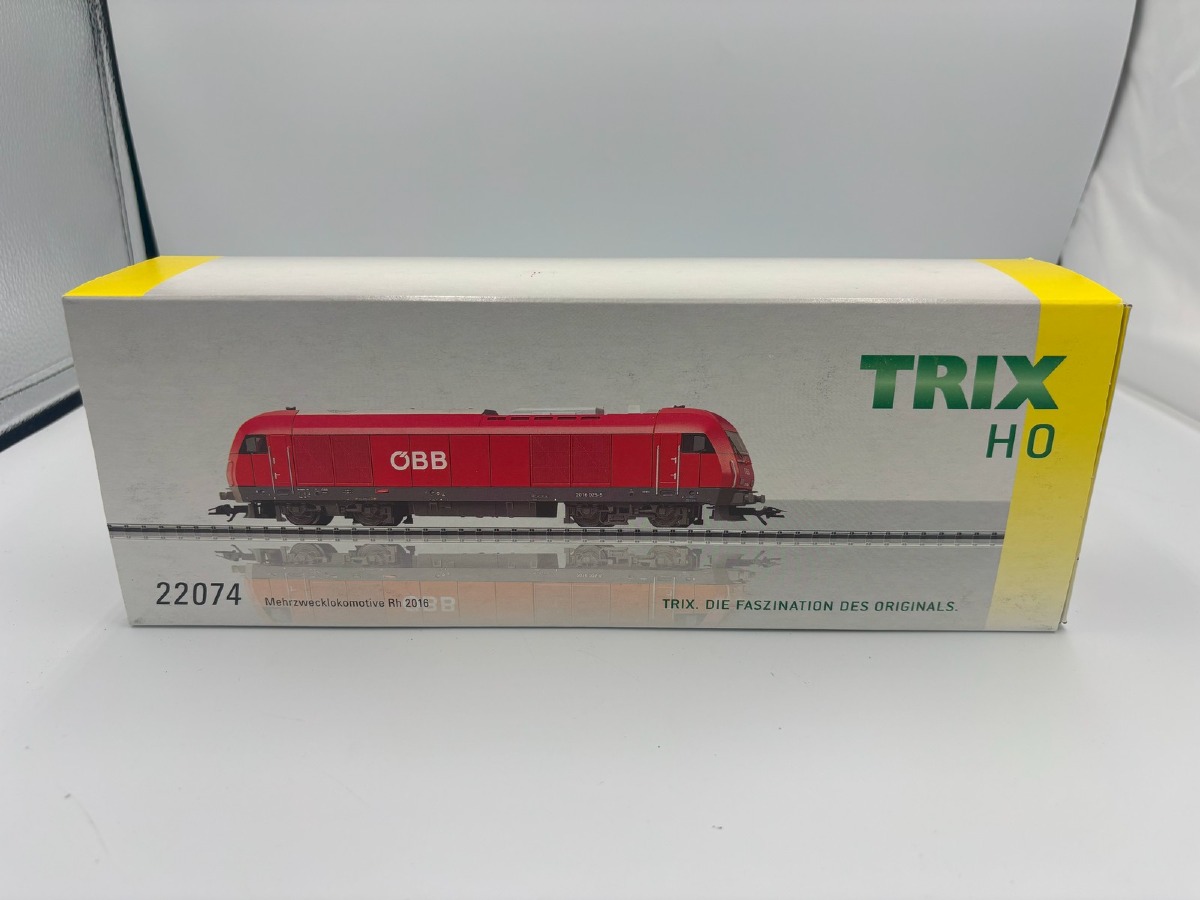 TRIX
H0
ÖBB
22074
Mehrzwecklokomotive Rh 2016
TRIX. DIE FASZINATION DES ORIGINALS.